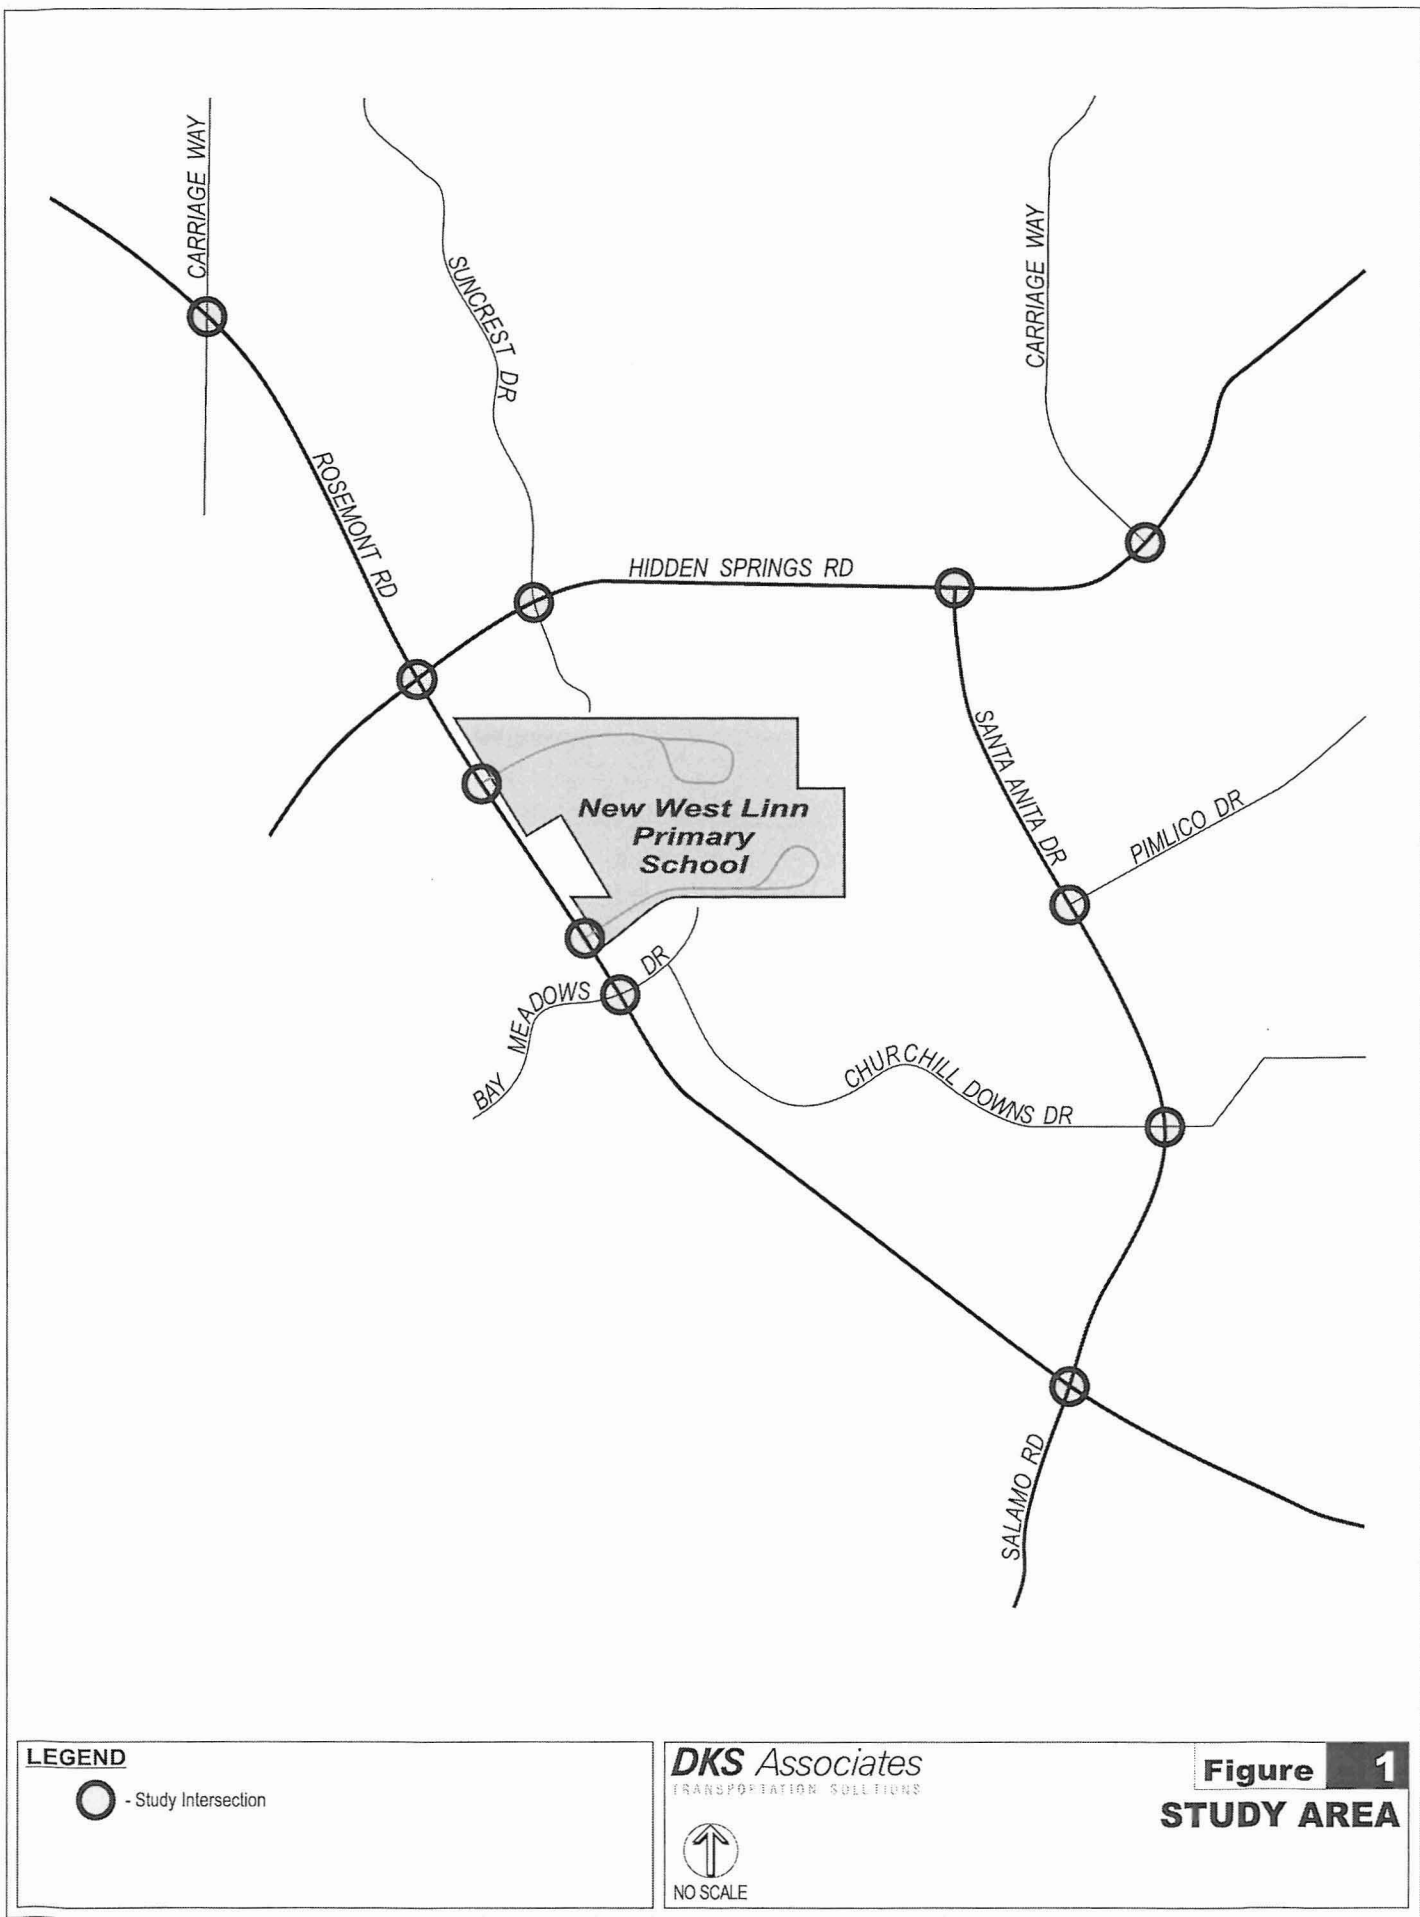 CARRIAGE WAY
SUNCREST DR
CARRIAGE WAY
ROSEMONT RD
HIDDEN SPRINGS RD
SANTA ANITA DR
PIMLICO DR
New West Linn
Primary
School
BAY MEADOWS DR
CHURCHILL DOWNS DR
SALAMO RD
LEGEND
- Study Intersection
DKS Associates
TRANSPORTATION SOLUTIONS
NO SCALE
Figure 1
STUDY AREA